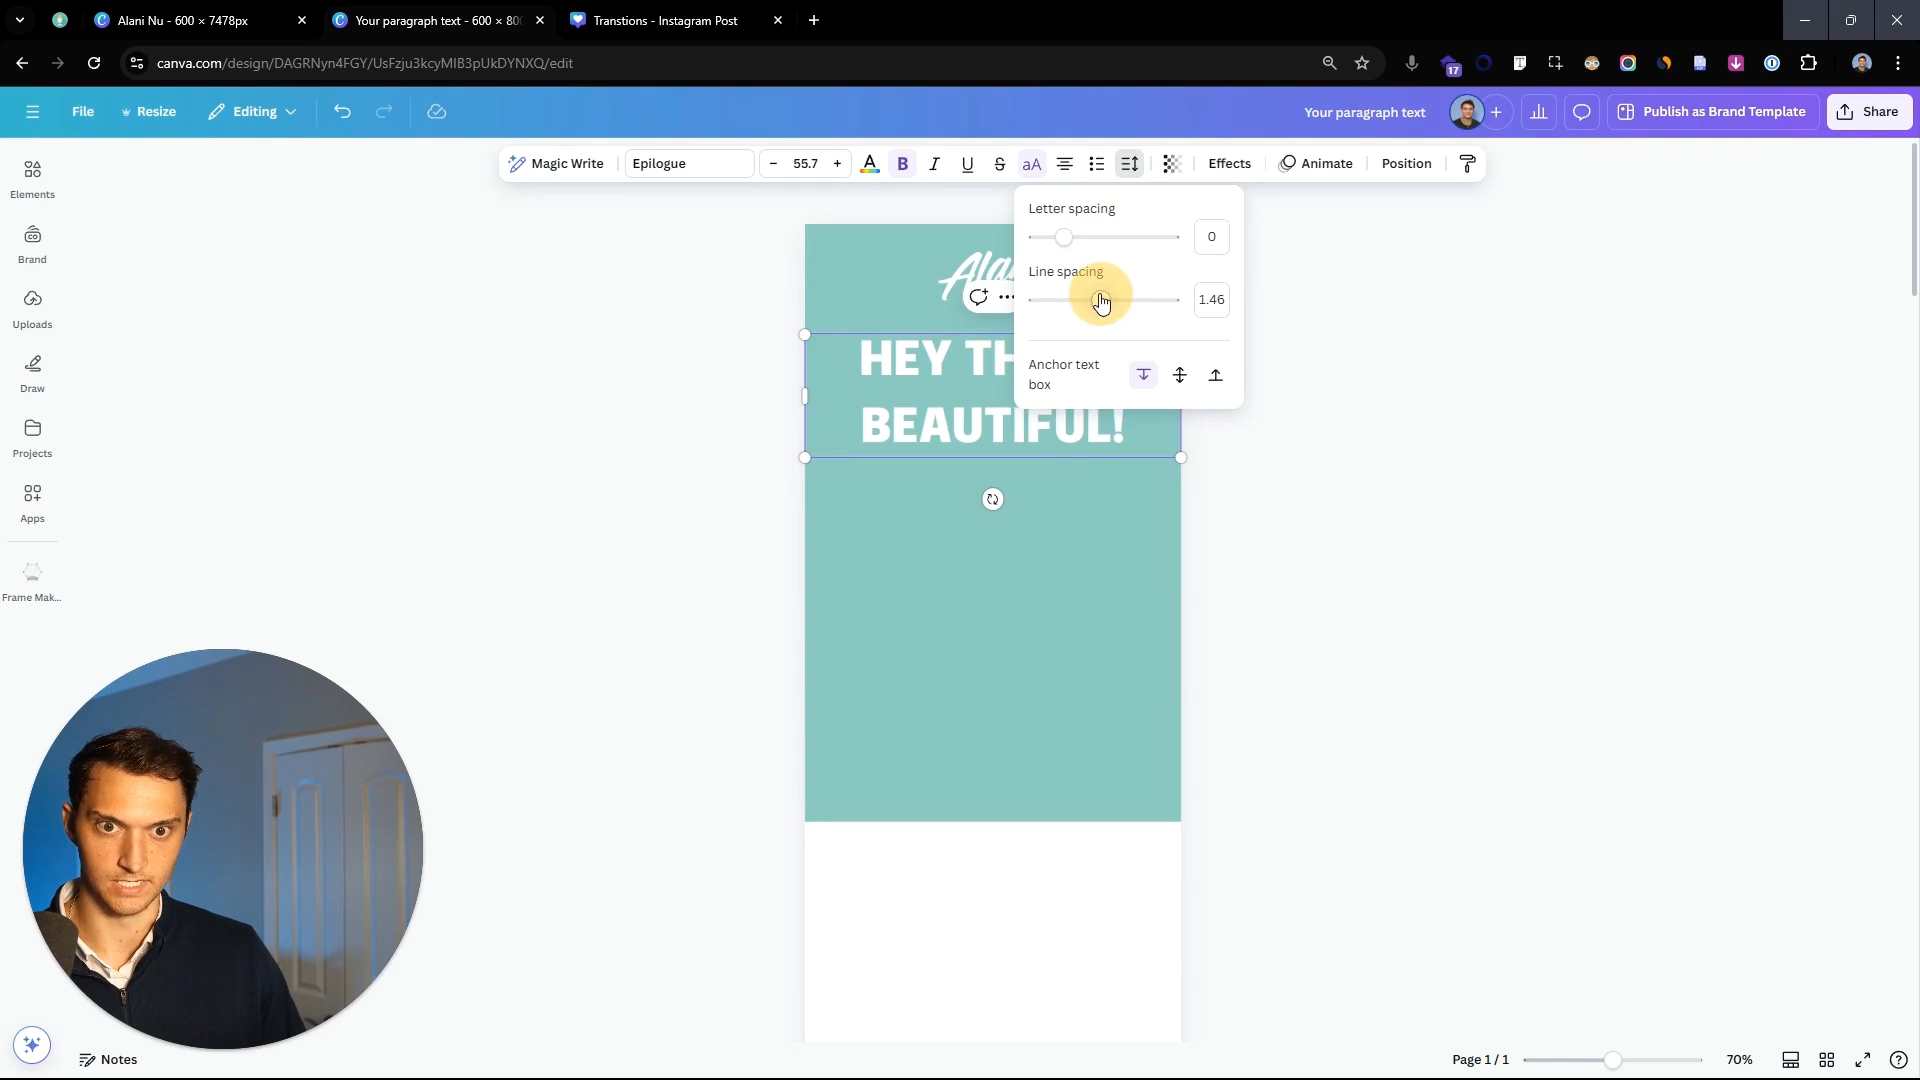 Alani Nu - 600 × 7478px
Your paragraph text - 600 × 80
Transtions - Instagram Post
canva.com/design/DAGRNyn4FGY/UsFzju3kcyMIB3pUkDYNXQ/edit
17
File
Resize
Editing
Your paragraph text
Publish as Brand Template
Share
Magic Write
Epilogue
55.7
B
I
U
S
aA
Effects
Animate
Position
Elements
Brand
Uploads
Draw
Projects
Apps
Frame Mak...
Letter spacing
0
Line spacing
1.46
Anchor text
box
Ala
HEY TH
BEAUTIFUL!
Notes
Page 1 / 1
70%